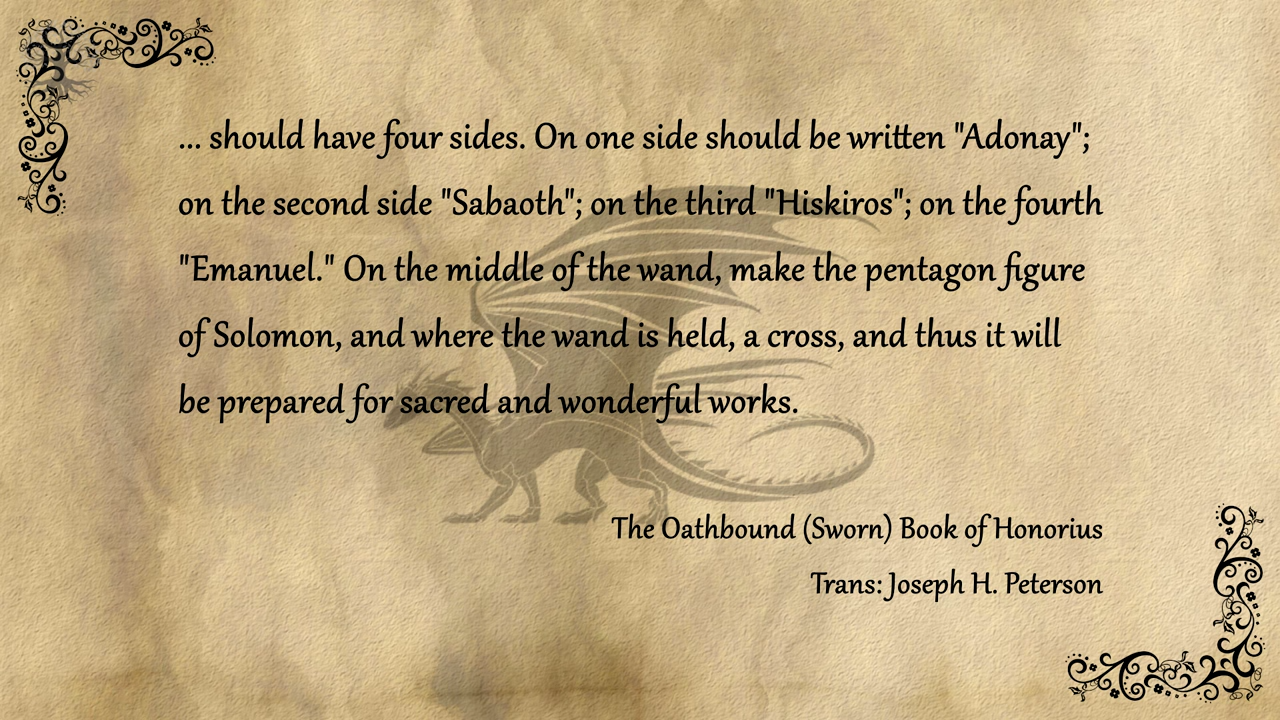 ... should have four sides. On one side should be written "Adonay";
on the second side "Sabaoth"; on the third "Hiskiros"; on the fourth
"Emanuel." On the middle of the wand, make the pentagon figure
of Solomon, and where the wand is held, a cross, and thus it will
be prepared for sacred and wonderful works.
The Oathbound (Sworn) Book of Honorius
Trans: Joseph H. Peterson